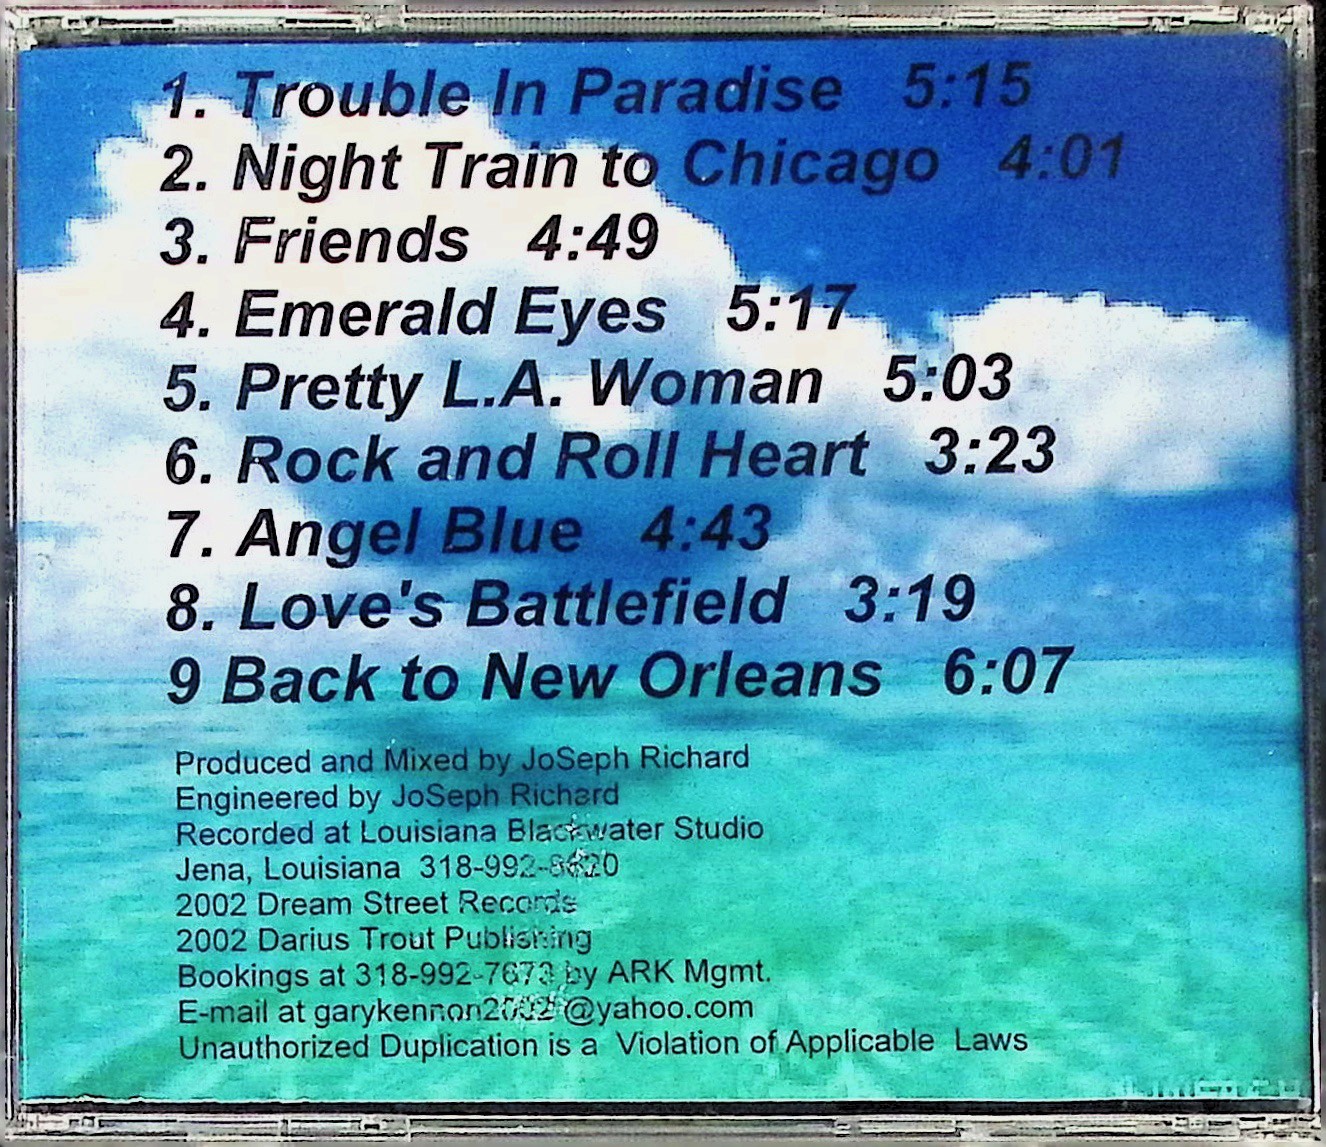 1. Trouble In Paradise 5:15
2. Night Train to Chicago 4:01
3. Friends 4:49
4. Emerald Eyes 5:17
5. Pretty L.A. Woman 5:03
6. Rock and Roll Heart 3:23
7. Angel Blue 4:43
8. Love's Battlefield 3:19
9 Back to New Orleans 6:07
Produced and Mixed by JoSeph Richard
Engineered by JoSeph Richard
Recorded at Louisiana Blackwater Studio
Jena, Louisiana
2002 Dream Street Records
2002 Darius Trout Publishing
Bookings at 318-992-7673 by ARK Mgmt.
E-mail at garykennon2002@yahoo.com
Unauthorized Duplication is a Violation of Applicable Laws